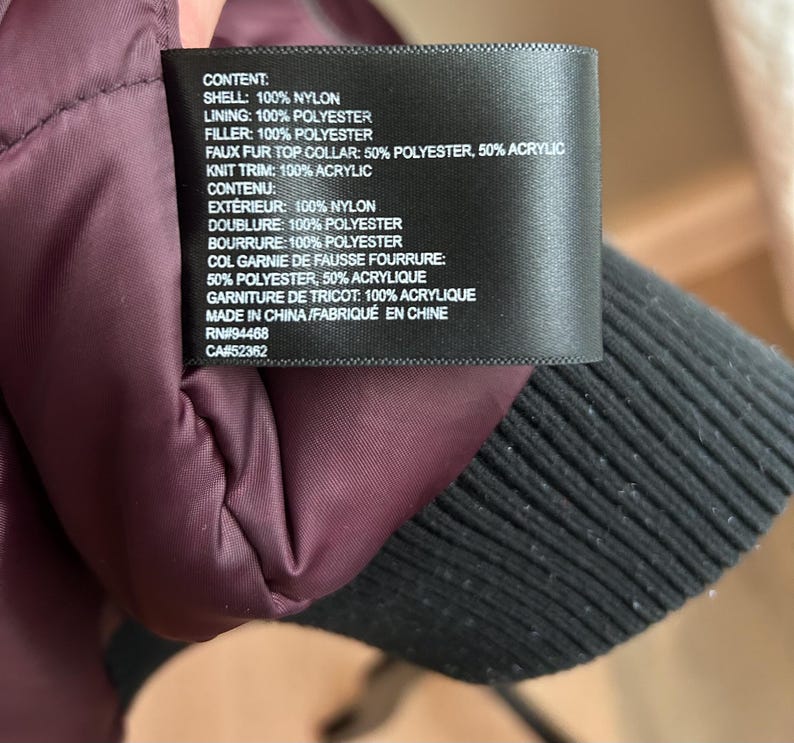 CONTENT:
SHELL: 100% NYLON
LINING: 100% POLYESTER
FILLER: 100% POLYESTER
FAUX FUR TOP COLLAR: 50% POLYESTER, 50% ACRYLIC
KNIT TRIM: 100% ACRYLIC
CONTENU:
EXTÉRIEUR: 100% NYLON
DOUBLURE: 100% POLYESTER
BOURRURE: 100% POLYESTER
COL GARNIE DE FAUSSE FOURRURE:
50% POLYESTER, 50% ACRYLIQUE
GARNITURE DE TRICOT: 100% ACRYLIQUE
MADE IN CHINA /FABRIQUÉ EN CHINE
RN#94468
CA#52362